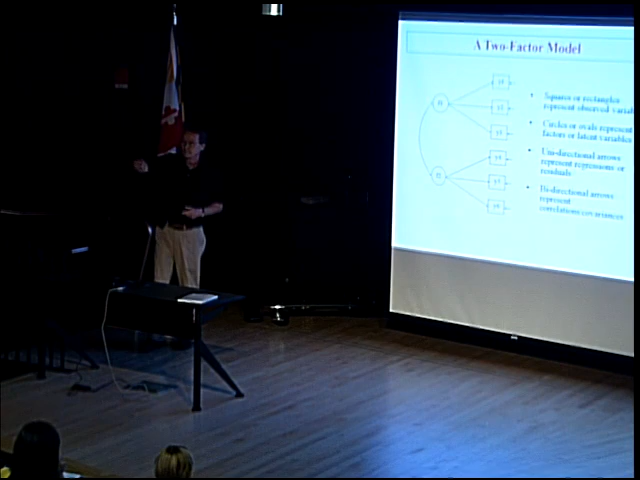 A Two-Factor Model
• Squares or rectangles
represent observed
• Circles or ovals represent
factors or latent variables
• Uni-directional arrows
represent regressions or
residuals
• Bi-directional arrows
represent
correlations/covariances